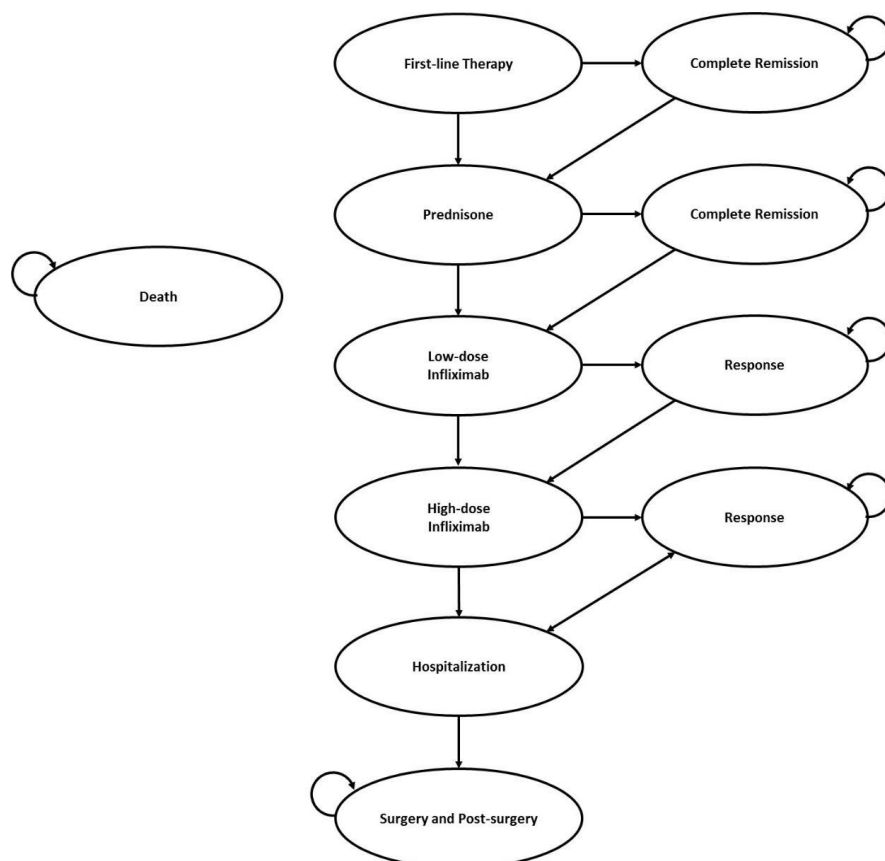 First-line Therapy
Complete Remission
Prednisone
Complete Remission
Death
Low-dose
Infliximab
Response
High-dose
Infliximab
Response
Hospitalization
Surgery and Post-surgery